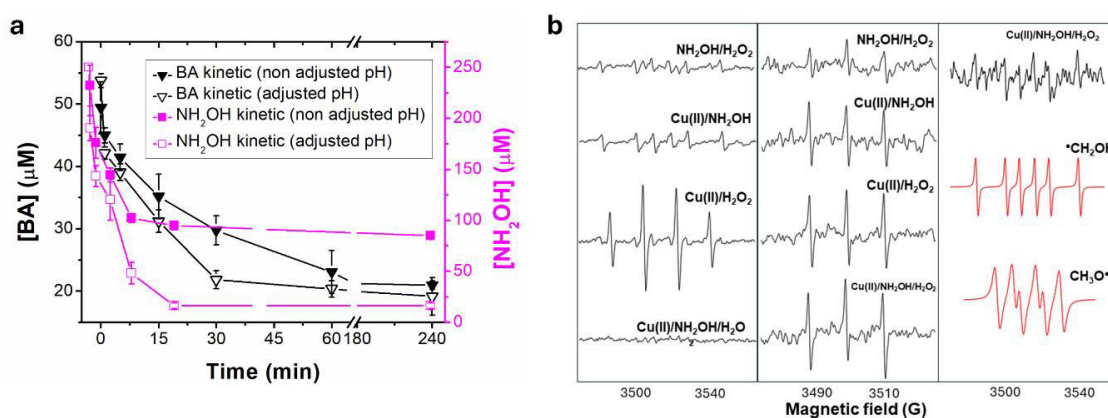 a
60
50
40
30
20
[BA] (µM)
BA kinetic (non adjusted pH)
BA kinetic (adjusted pH)
NH₂OH kinetic (non adjusted pH)
NH₂OH kinetic (adjusted pH)
250
200
150
100
50
0
[NH₂OH] (µM)
0 15 30 45 60 180 240
Time (min)
b
NH₂OH/H₂O₂
Cu(II)/NH₂OH
Cu(II)/H₂O₂
Cu(II)/NH₂OH/H₂O
2
3500 3540
NH₂OH/H₂O₂
Cu(II)/NH₂OH
Cu(II)/H₂O₂
Cu(II)/NH₂OH/H₂O₂
3490 3510
Cu(II)/NH₂OH/H₂O₂
•CH₂OH
CH₃O•
3500 3540
Magnetic field (G)